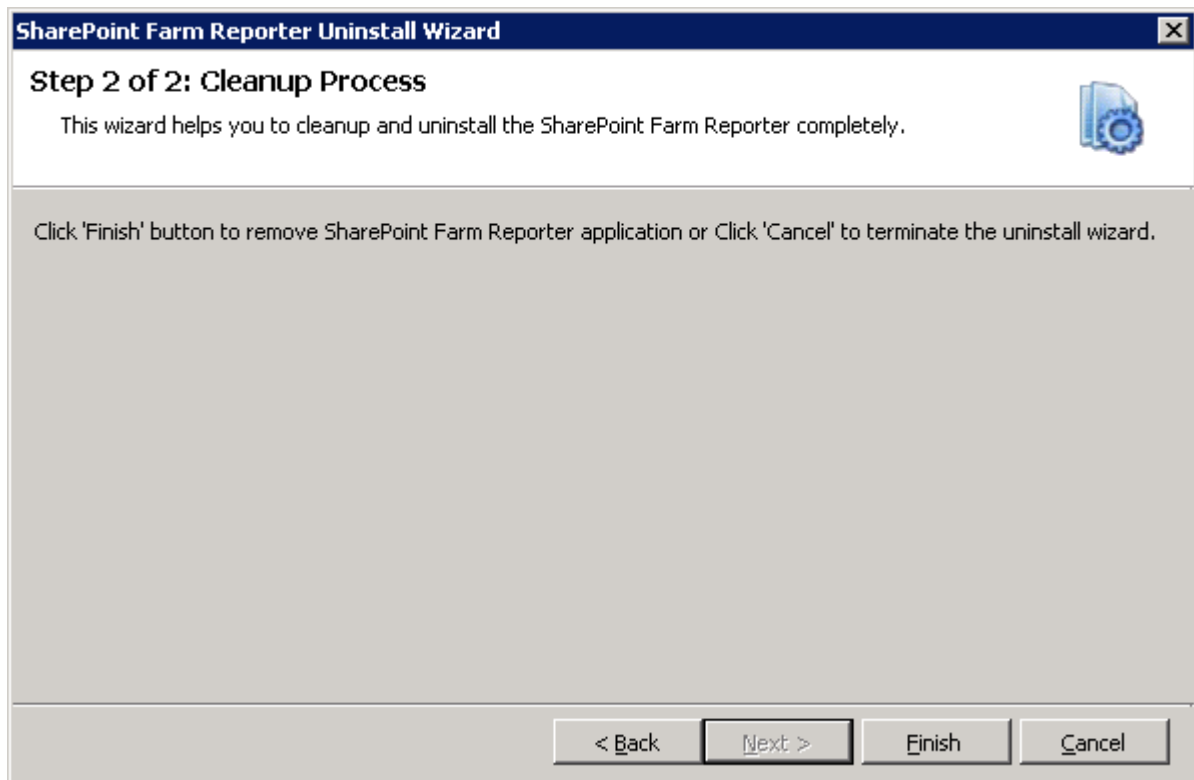 SharePoint Farm Reporter Uninstall Wizard
Step 2 of 2: Cleanup Process
This wizard helps you to cleanup and uninstall the SharePoint Farm Reporter completely.
Click 'Finish' button to remove SharePoint Farm Reporter application or Click 'Cancel' to terminate the uninstall wizard.
< Back Next > Finish Cancel